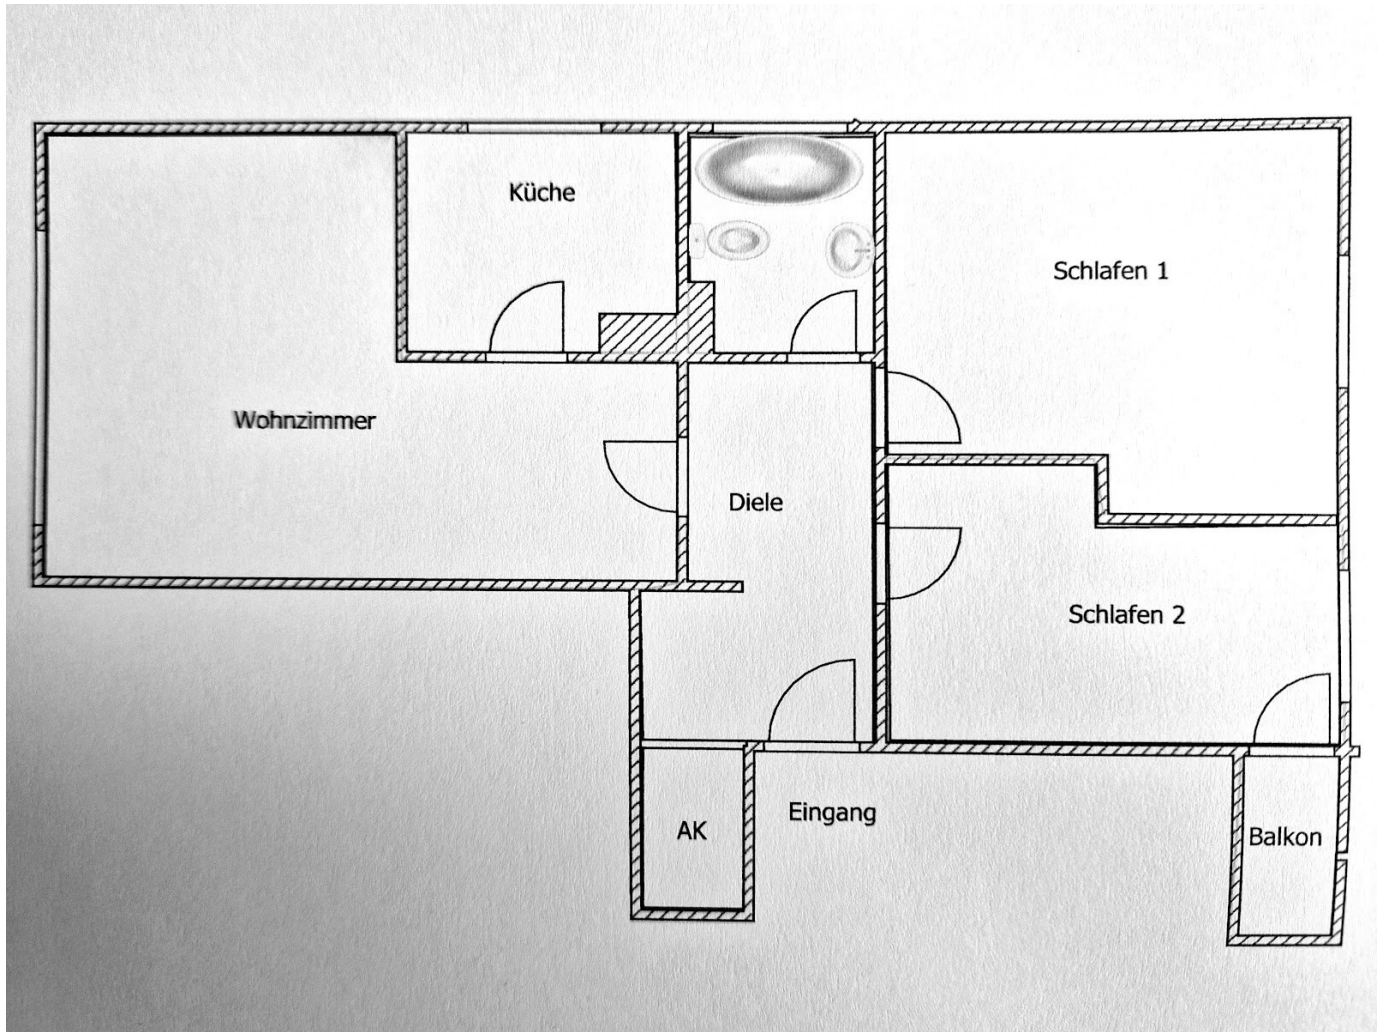 Küche
Schlafen 1
Wohnzimmer
Diele
Schlafen 2
Eingang
AK
Balkon